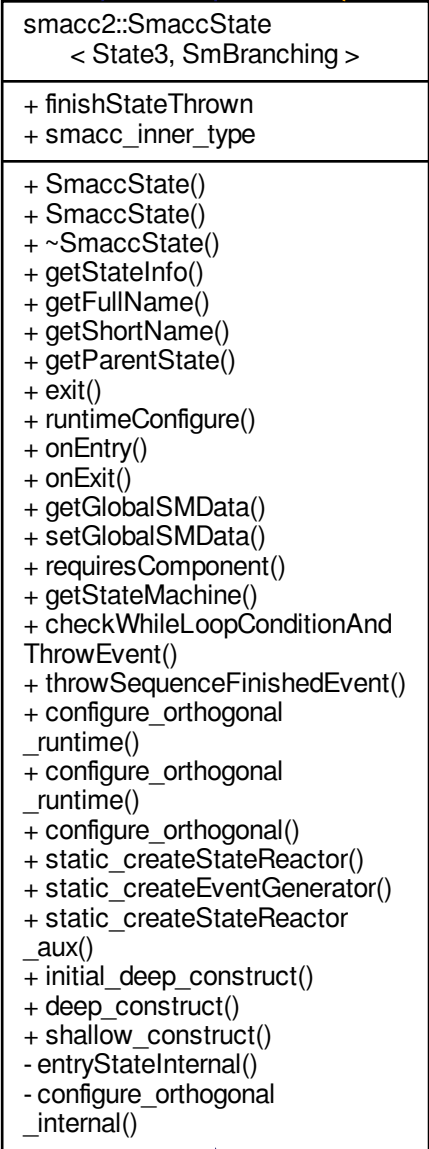 smacc2::SmaccState
< State3, SmBranching >
+ finishStateThrown
+ smacc_inner_type
+ SmaccState()
+ SmaccState()
+ ~SmaccState()
+ getStateInfo()
+ getFullName()
+ getShortName()
+ getParentState()
+ exit()
+ runtimeConfigure()
+ onEntry()
+ onExit()
+ getGlobalSMData()
+ setGlobalSMData()
+ requiresComponent()
+ getStateMachine()
+ checkWhileLoopConditionAnd
ThrowEvent()
+ throwSequenceFinishedEvent()
+ configure_orthogonal
_runtime()
+ configure_orthogonal
_runtime()
+ configure_orthogonal()
+ static_createStateReactor()
+ static_createEventGenerator()
+ static_createStateReactor
_aux()
+ initial_deep_construct()
+ deep_construct()
+ shallow_construct()
- entryStateInternal()
- configure_orthogonal
_internal()